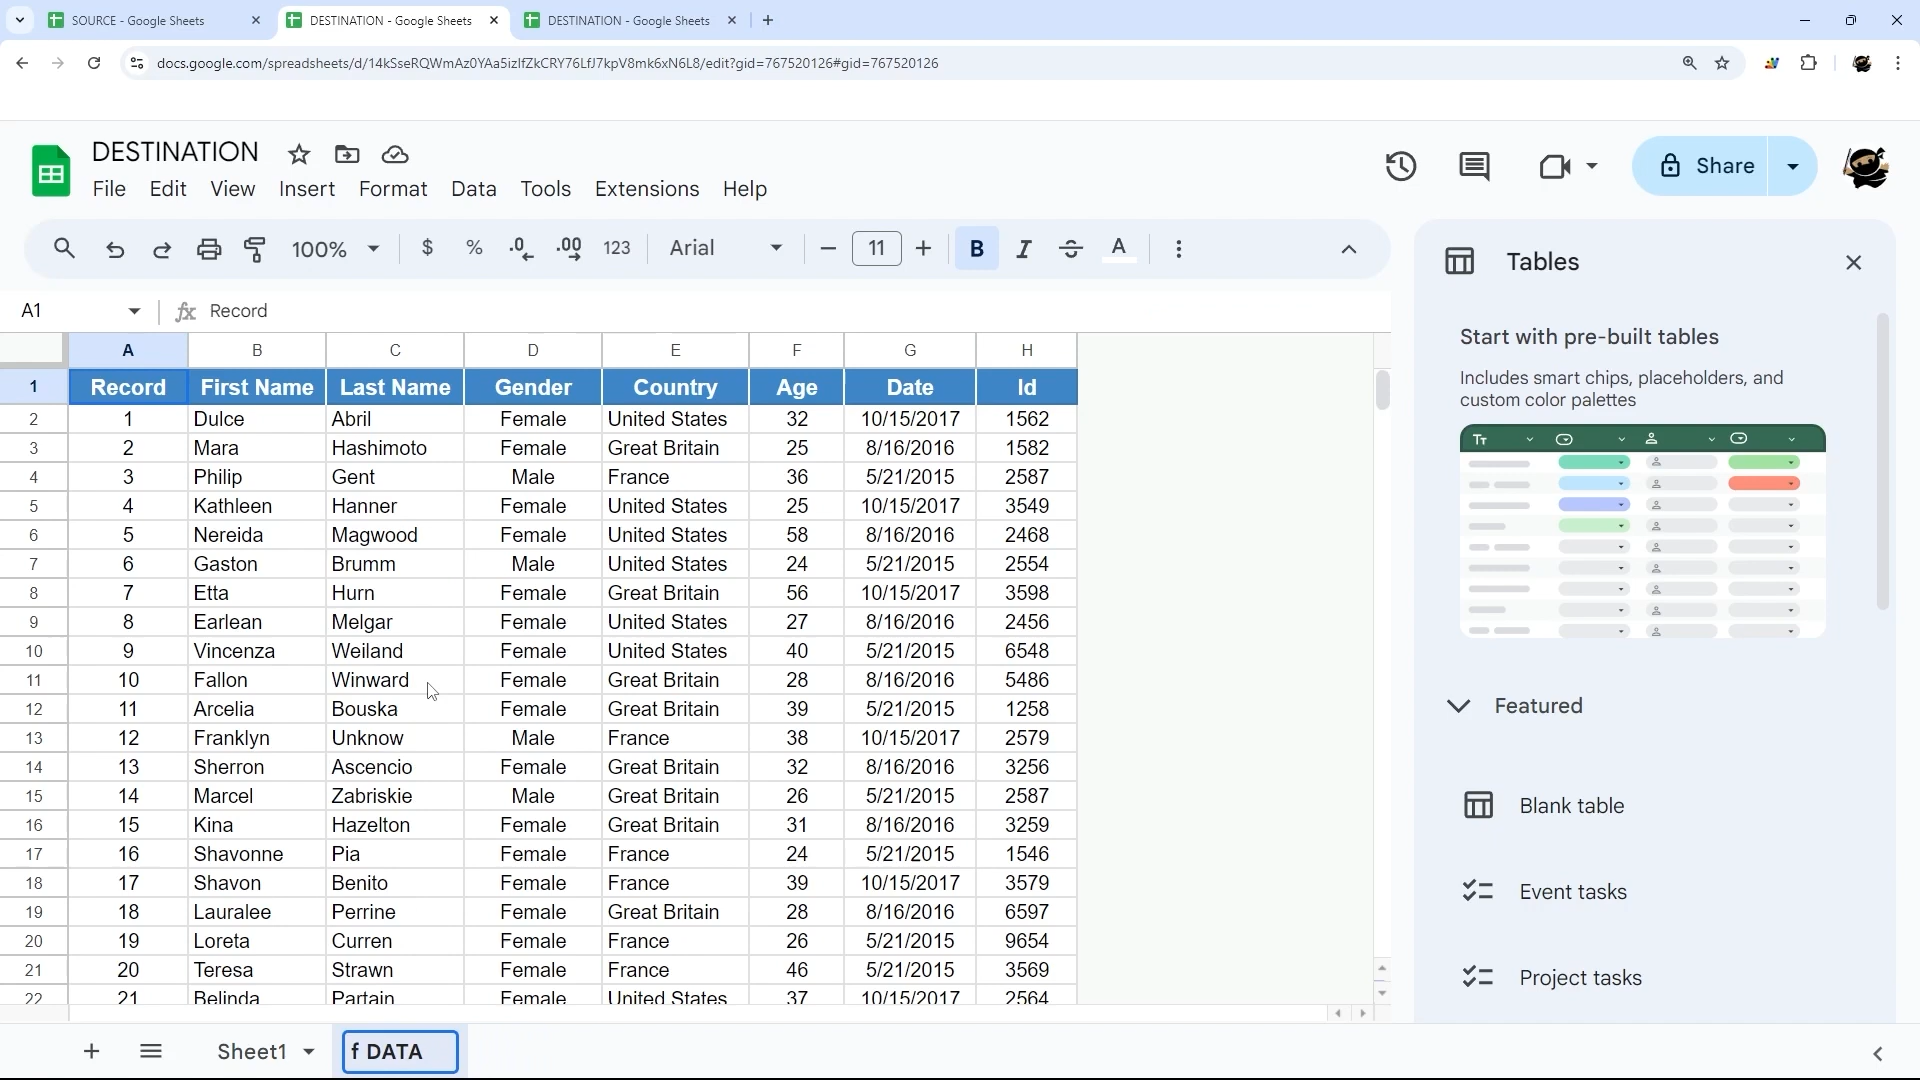 SOURCE - Google Sheets
DESTINATION - Google Sheets
DESTINATION - Google Sheets
docs.google.com/spreadsheets/d/14kSseRQWmAz0YAa5izlfZkCRY76LfJ7kpV8mk6xN6L8/edit?gid=767520126#gid=767520126
DESTINATION
File Edit View Insert Format Data Tools Extensions Help
Share
100% $ % .0 .00 123 Arial 11 B I S A
Tables
A1 fx Record
Start with pre-built tables
Includes smart chips, placeholders, and
custom color palettes
A B C D E F G H
1 Record First Name Last Name Gender Country Age Date Id
2 1 Dulce Abril Female United States 32 10/15/2017 1562
3 2 Mara Hashimoto Female Great Britain 25 8/16/2016 1582
4 3 Philip Gent Male France 36 5/21/2015 2587
5 4 Kathleen Hanner Female United States 25 10/15/2017 3549
6 5 Nereida Magwood Female United States 58 8/16/2016 2468
7 6 Gaston Brumm Male United States 24 5/21/2015 2554
8 7 Etta Hurn Female Great Britain 56 10/15/2017 3598
9 8 Earlean Melgar Female United States 27 8/16/2016 2456
10 9 Vincenza Weiland Female United States 40 5/21/2015 6548
11 10 Fallon Winward Female Great Britain 28 8/16/2016 5486
12 11 Arcelia Bouska Female Great Britain 39 5/21/2015 1258
13 12 Franklyn Unknow Male France 38 10/15/2017 2579
14 13 Sherron Ascencio Female Great Britain 32 8/16/2016 3256
15 14 Marcel Zabriskie Male Great Britain 26 5/21/2015 2587
16 15 Kina Hazelton Female Great Britain 31 8/16/2016 3259
17 16 Shavonne Pia Female France 24 5/21/2015 1546
18 17 Shavon Benito Female France 39 10/15/2017 3579
19 18 Lauralee Perrine Female Great Britain 28 8/16/2016 6597
20 19 Loreta Curren Female France 26 5/21/2015 9654
21 20 Teresa Strawn Female France 46 5/21/2015 3569
22 21 Belinda Partain Female United States 37 10/15/2017 2564
Tт
Featured
Blank table
Event tasks
Project tasks
Sheet1
f DATA